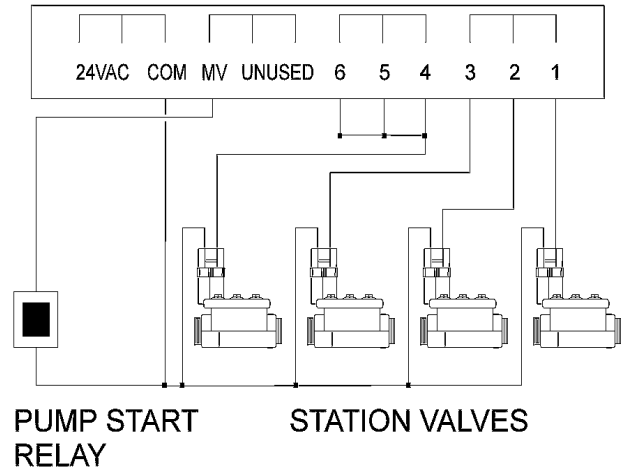 24VAC COM MV UNUSED 6 5 4 3 2 1
PUMP START
RELAY
STATION VALVES